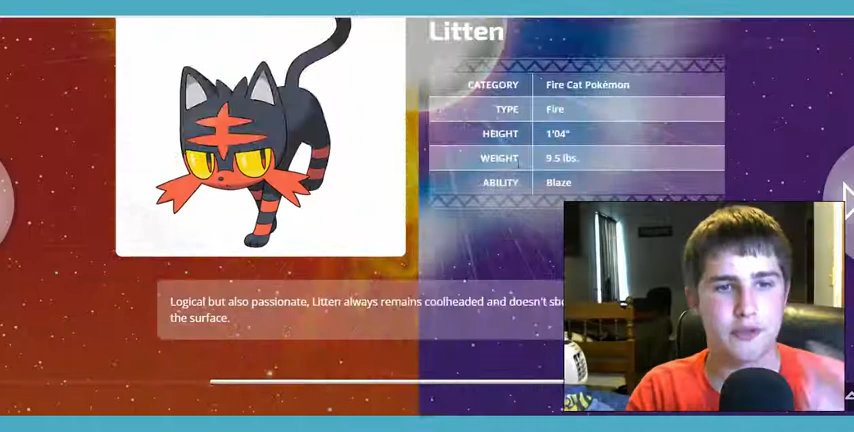 Litten
CATEGORY Fire Cat Pokémon
TYPE Fire
HEIGHT 1'04"
WEIGHT 9.5 lbs.
ABILITY Blaze
Logical but also passionate, Litten always remains coolheaded and doesn't
the surface.